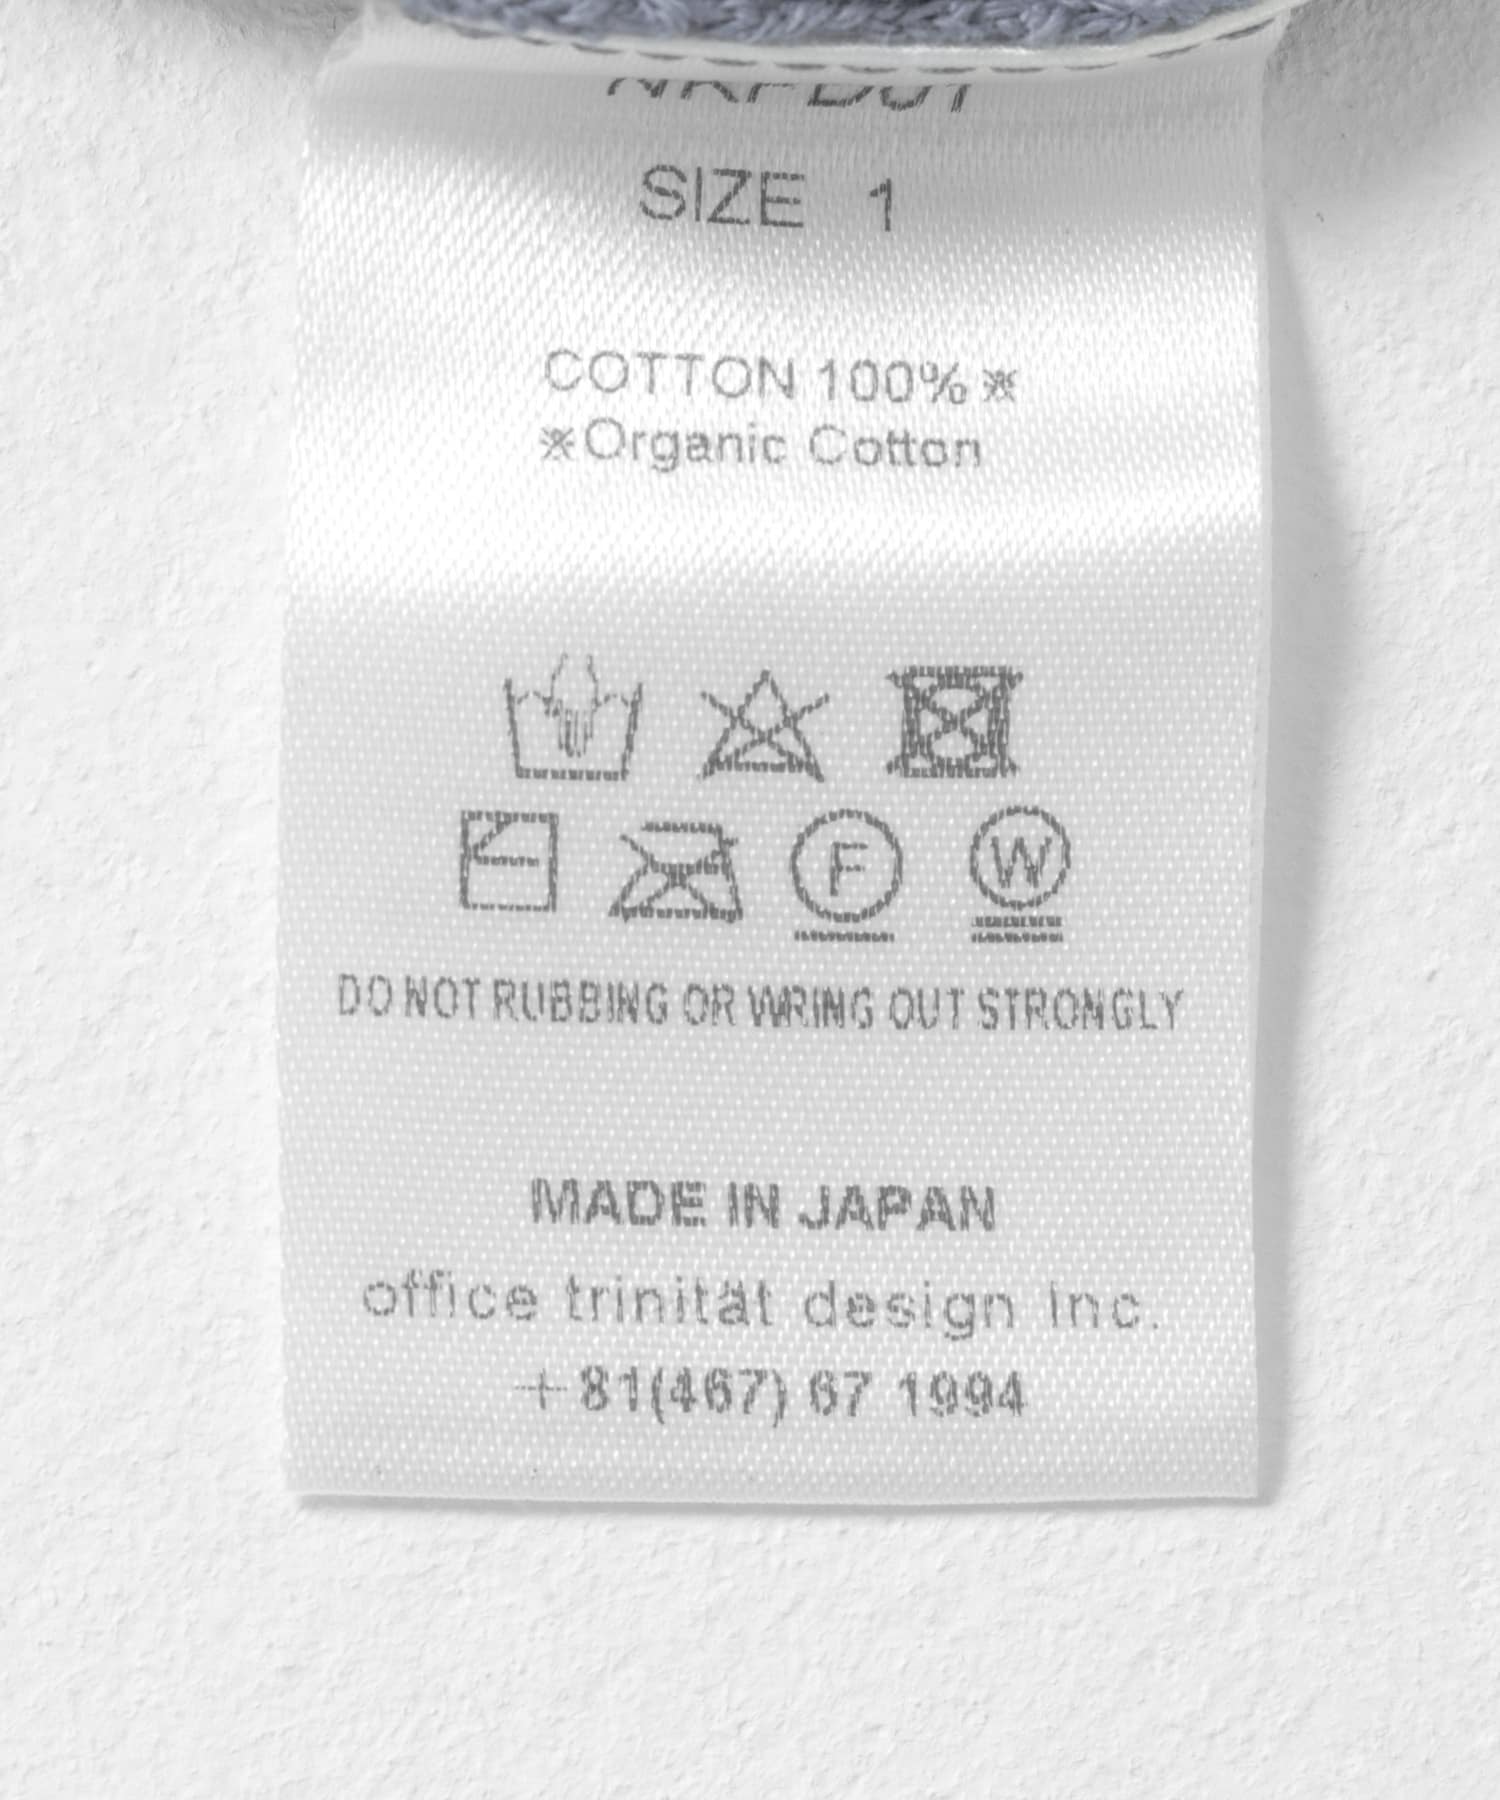 SIZE 1
COTTON 100%※
※Organic Cotton
F W
DO NOT RUBBING OR WRING OUT STRONGLY
MADE IN JAPAN
office trinität design Inc.
+81(467) 67 1994